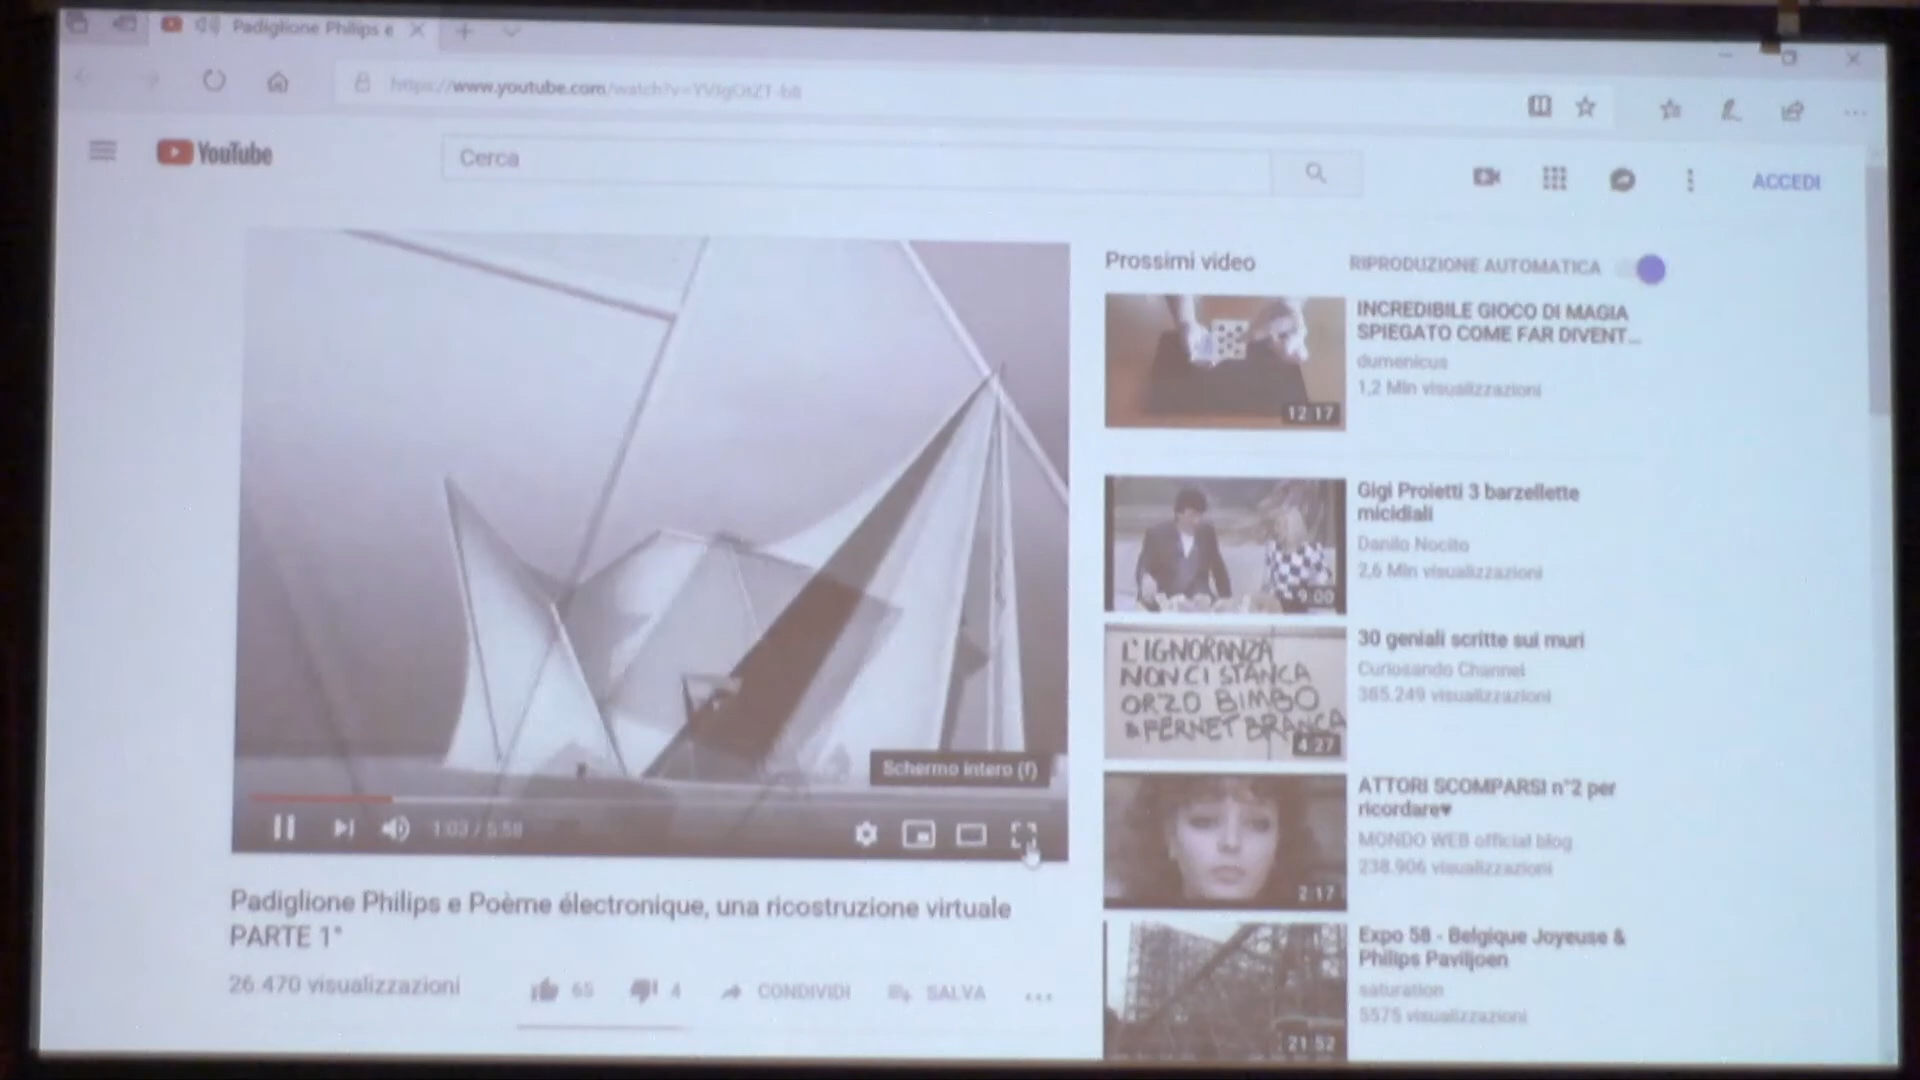 Padiglione Philips e
www.youtube.com
YouTube
Cerca
ACCEDI
Prossimi video
RIPRODUZIONE AUTOMATICA
INCREDIBILE GIOCO DI MAGIA
SPIEGATO COME FAR DIVENT...
dumenicus
1,2 Mln visualizzazioni
12:17
Gigi Proietti 3 barzellette
micidiali
Danilo Nocito
2,6 Mln visualizzazioni
9:00
30 geniali scritte sui muri
Curiosando Channel
365.249 visualizzazioni
L'IGNORANZA
NON CI STANCA
ORZO BIMBO
& FERNET BRANCA
4:27
ATTORI SCOMPARSI n°2 per
ricordare♥
MONDO WEB official blog
238.906 visualizzazioni
2:17
Expo 58 - Belgique Joyeuse &
Philips Paviljoen
saturation
5575 visualizzazioni
21:52
Schermo intero (f)
1:03 / 5:58
Padiglione Philips e Poème électronique, una ricostruzione virtuale
PARTE 1°
26.470 visualizzazioni
65
4
CONDIVIDI
SALVA